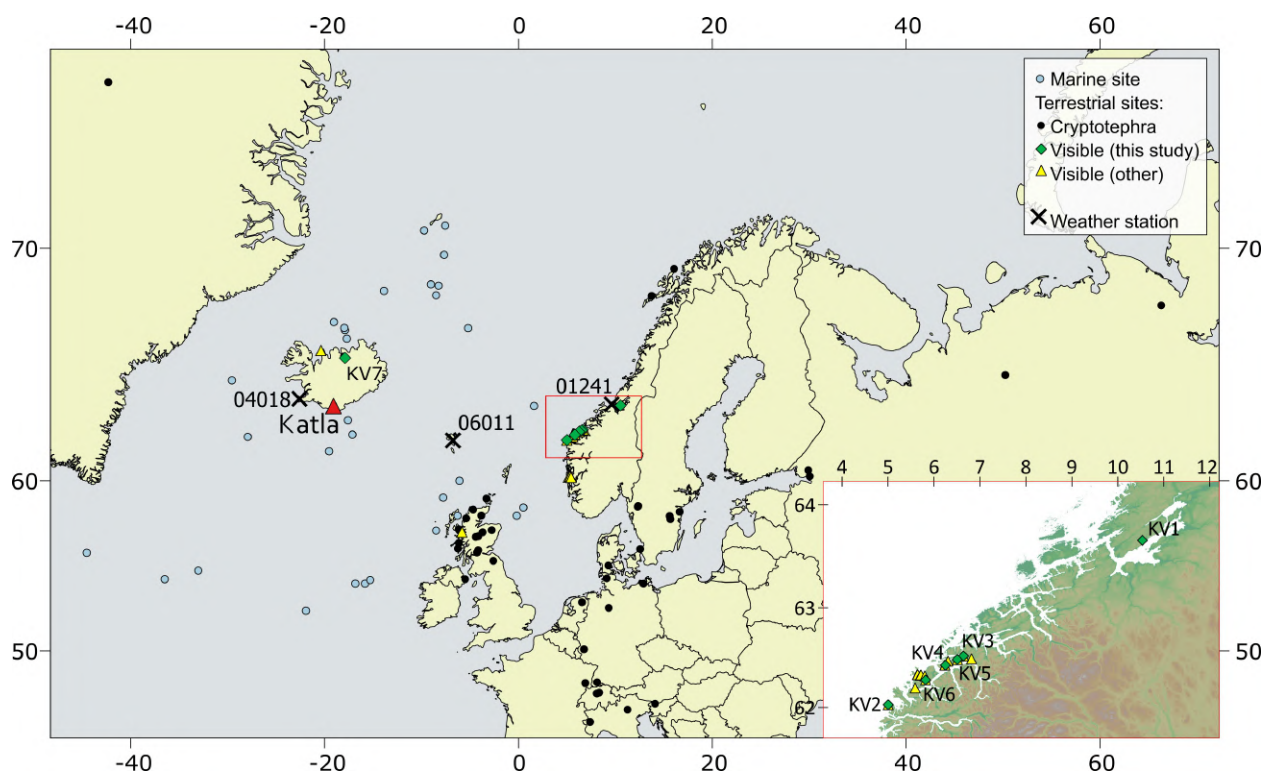 -40 -20 0 20 40 60
Marine site
Terrestrial sites:
Cryptotephra
Visible (this study)
Visible (other)
Weather station
70 70
KV7
04018
Katla
06011
01241
60 60
4 5 6 7 8 9 10 11 12
64
KV1
63
KV3
KV4
KV5
KV6
KV2
62
50 50
-40 -20 0 20 40 60